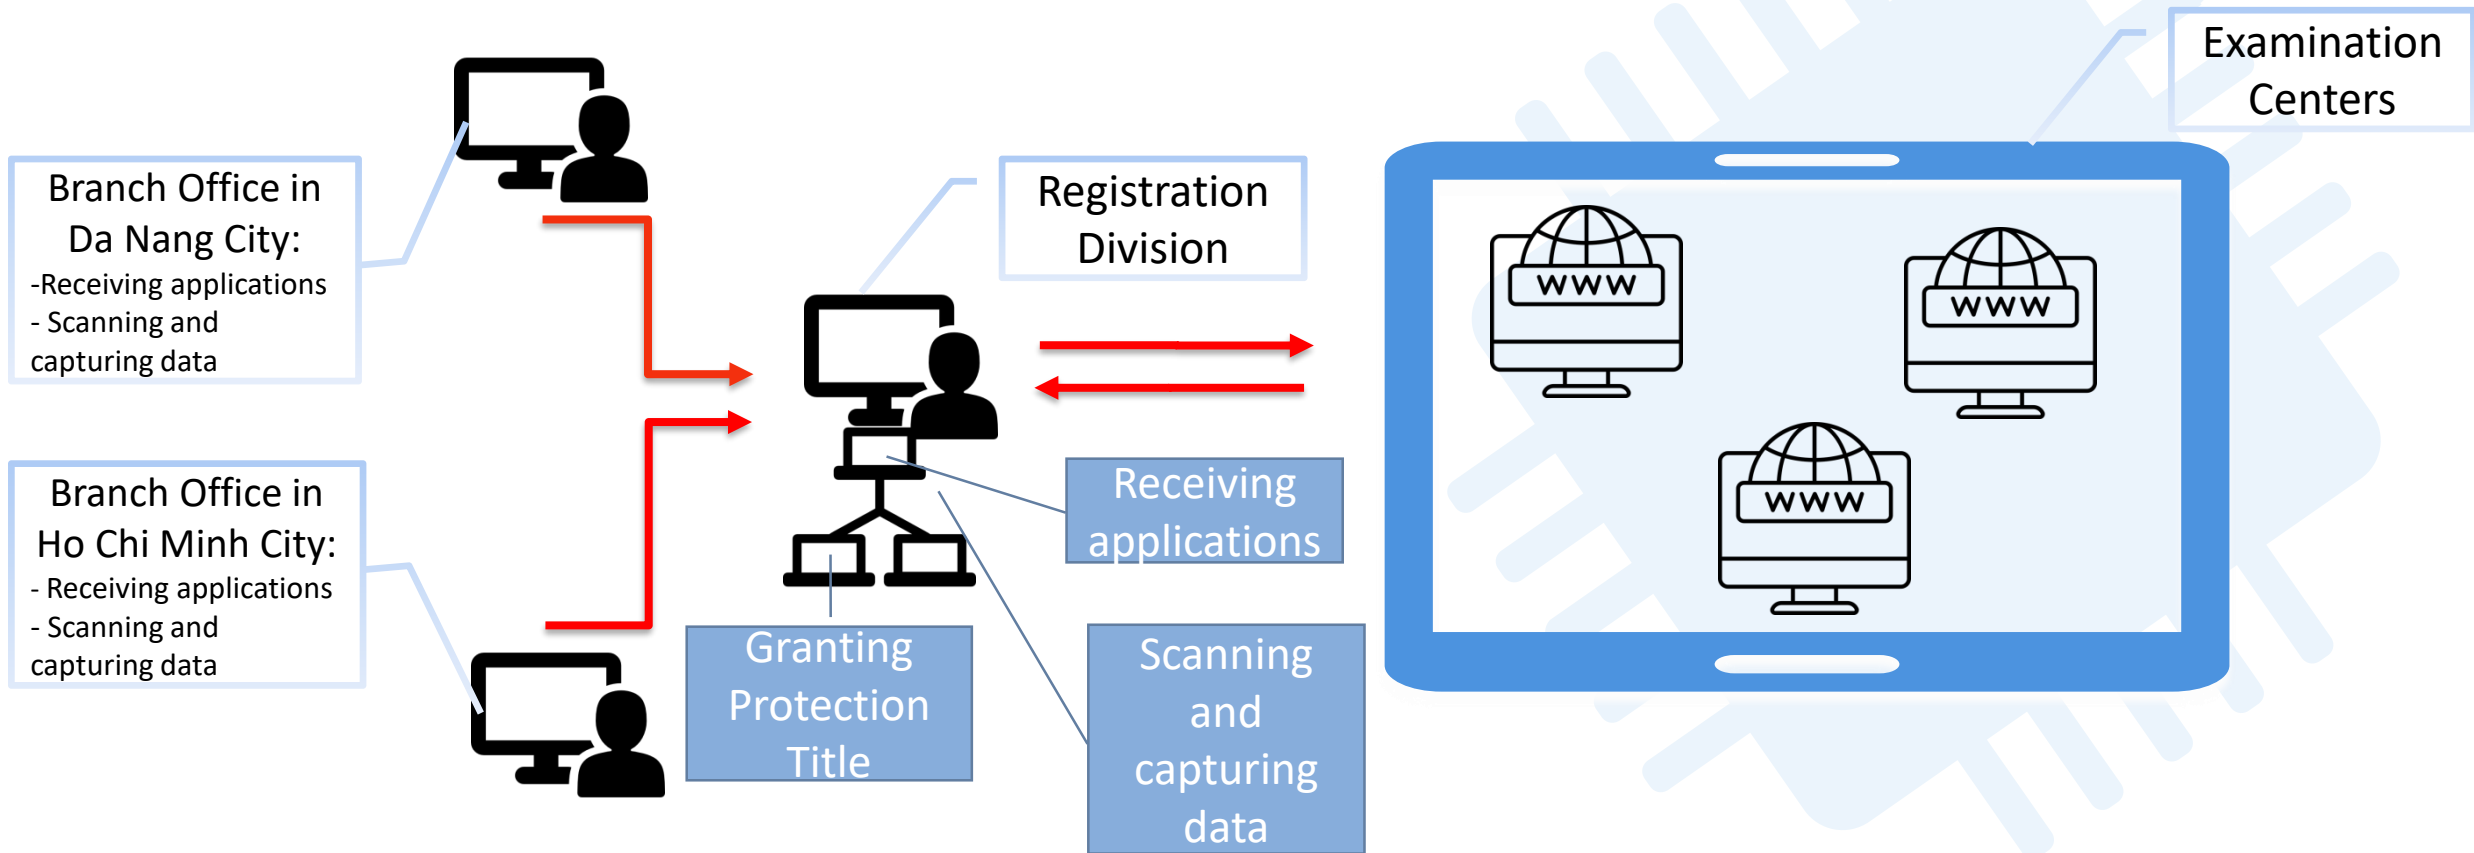 Examination
Centers
Branch Office in
Da Nang City:
-Receiving applications
- Scanning and
capturing data
Registration
Division
WWW
WWW
WWW
Branch Office in
Ho Chi Minh City:
- Receiving applications
- Scanning and
capturing data
Receiving
applications
Granting
Protection
Title
Scanning
and
capturing
data